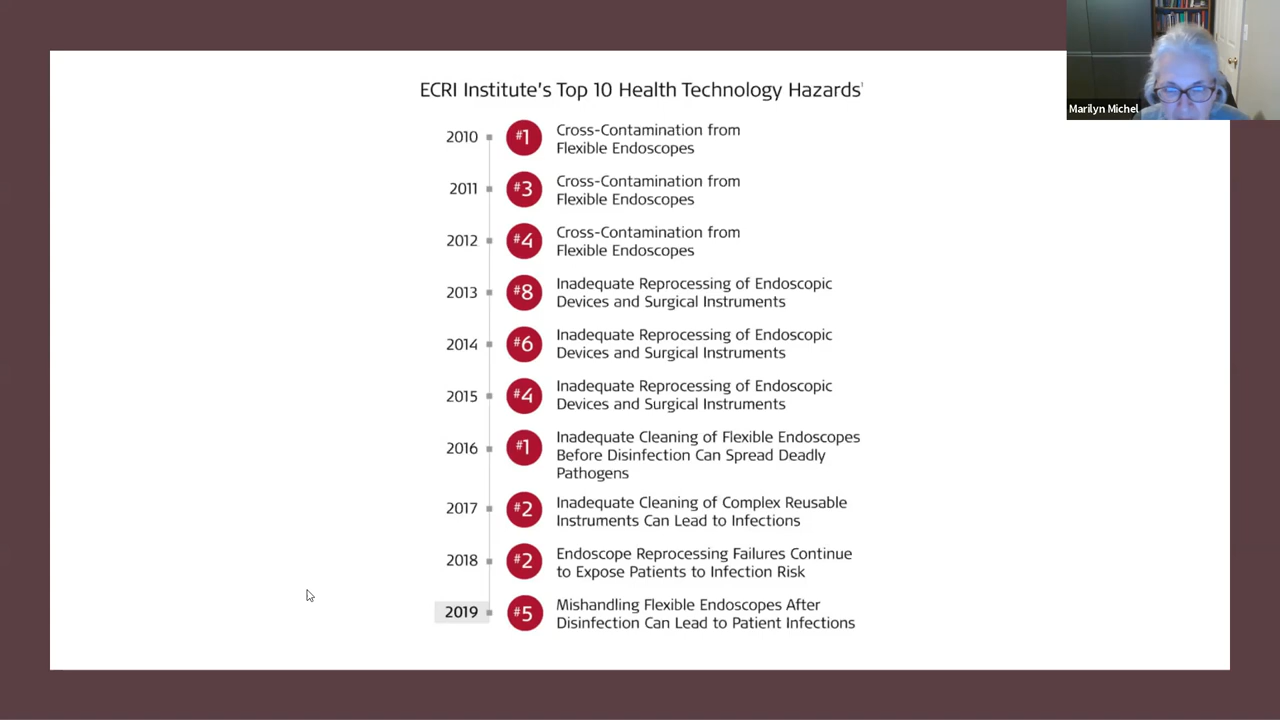 ECRI Institute's Top 10 Health Technology Hazards¹
Marilyn Michel
2010 #1 Cross-Contamination from
Flexible Endoscopes
2011 #3 Cross-Contamination from
Flexible Endoscopes
2012 #4 Cross-Contamination from
Flexible Endoscopes
2013 #8 Inadequate Reprocessing of Endoscopic
Devices and Surgical Instruments
2014 #6 Inadequate Reprocessing of Endoscopic
Devices and Surgical Instruments
2015 #4 Inadequate Reprocessing of Endoscopic
Devices and Surgical Instruments
2016 #1 Inadequate Cleaning of Flexible Endoscopes
Before Disinfection Can Spread Deadly
Pathogens
2017 #2 Inadequate Cleaning of Complex Reusable
Instruments Can Lead to Infections
2018 #2 Endoscope Reprocessing Failures Continue
to Expose Patients to Infection Risk
2019 #5 Mishandling Flexible Endoscopes After
Disinfection Can Lead to Patient Infections